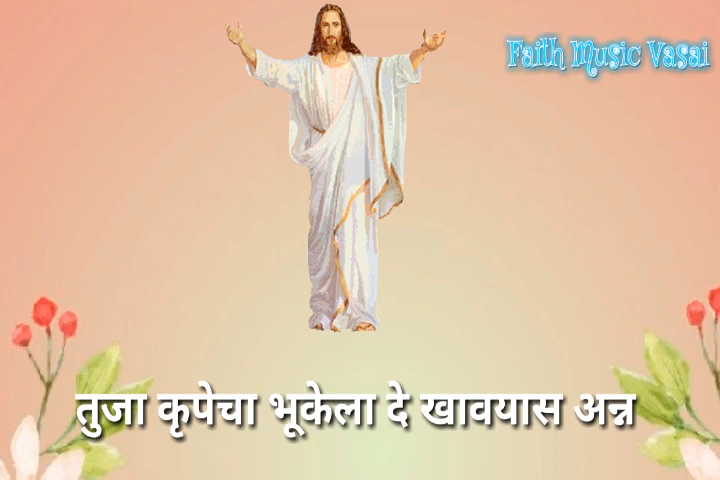 Faith Music Vasai
तुजा कृपेचा भूकेला दे खावयास अन्न